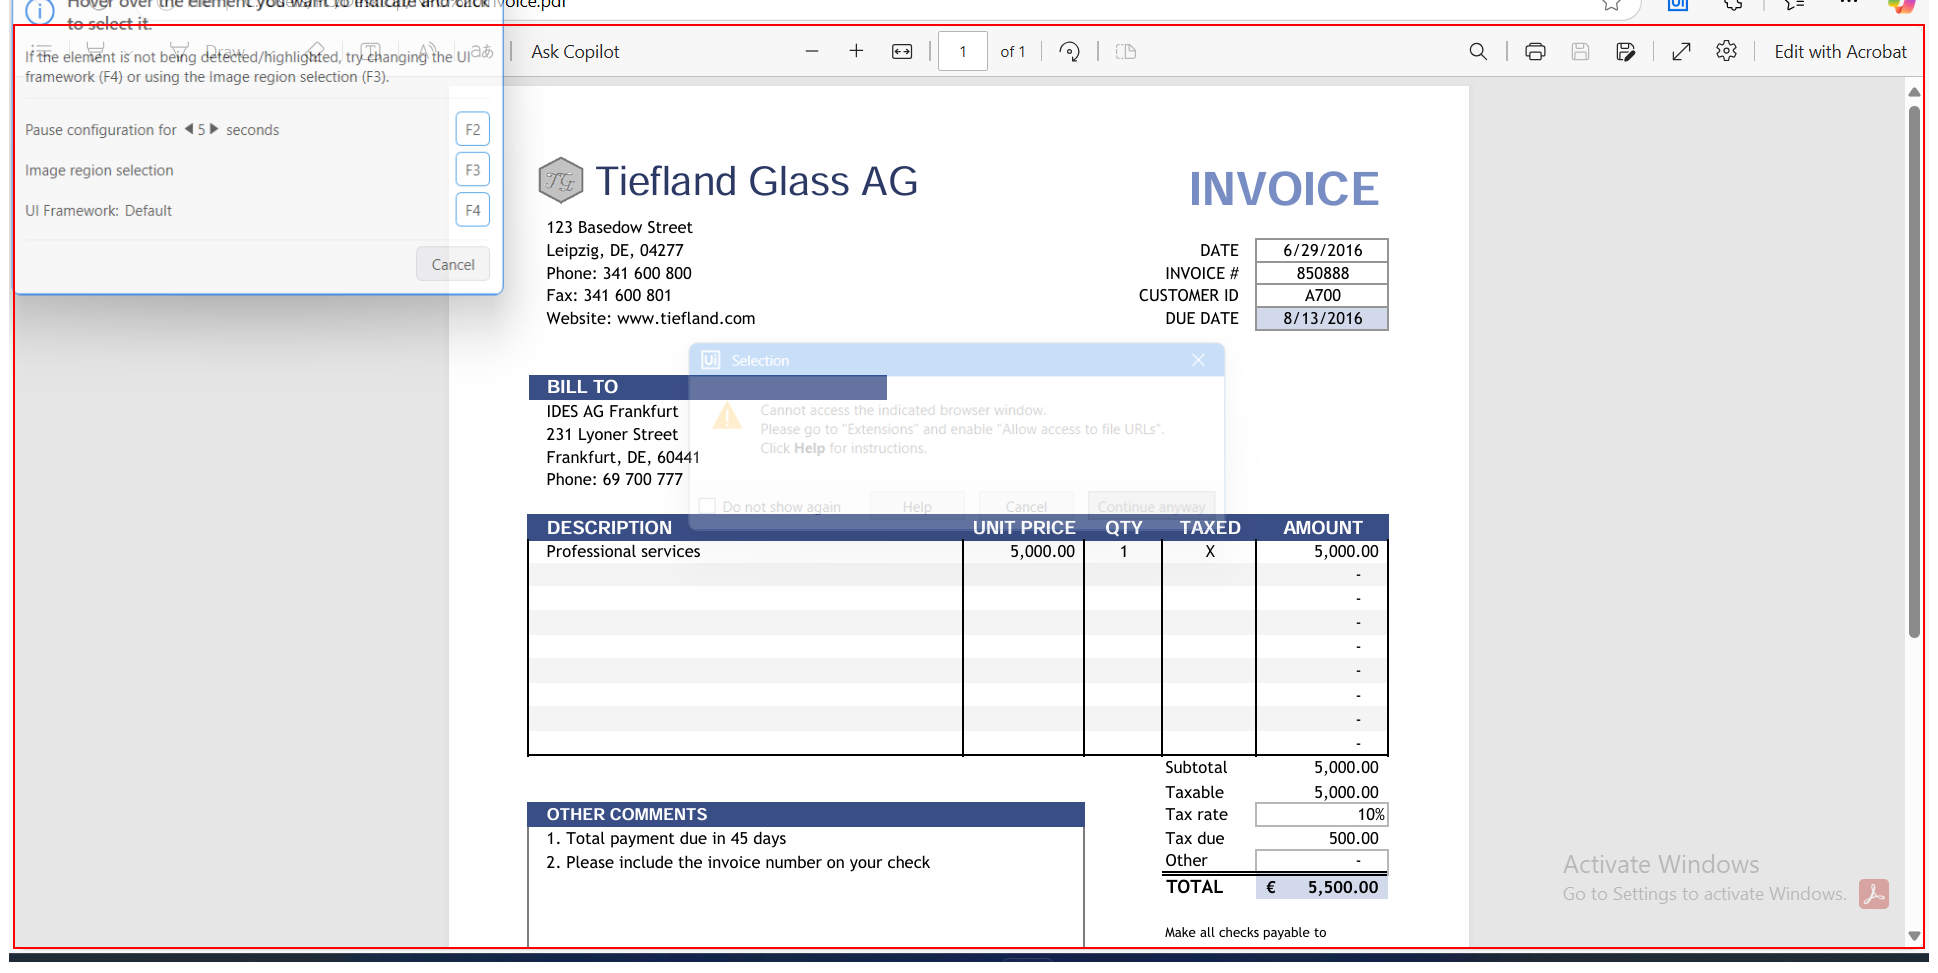 to select it.
Draw
Ask Copilot
1
of 1
Edit with Acrobat
If the element is not being detected/highlighted, try changing the UI
framework (F4) or using the Image region selection (F3).
Pause configuration for 5 seconds
F2
Image region selection
F3
UI Framework: Default
F4
Cancel
TG Tiefland Glass AG
INVOICE
123 Basedow Street
Leipzig, DE, 04277
Phone: 341 600 800
Fax: 341 600 801
Website: www.tiefland.com
DATE 6/29/2016
INVOICE # 850888
CUSTOMER ID A700
DUE DATE 8/13/2016
Ui Selection
Cannot access the indicated browser window.
Please go to "Extensions" and enable "Allow access to file URLs".
Click Help for instructions.
Do not show again Help Cancel Continue anyway
BILL TO
IDES AG Frankfurt
231 Lyoner Street
Frankfurt, DE, 60441
Phone: 69 700 777
DESCRIPTION UNIT PRICE QTY TAXED AMOUNT
Professional services 5,000.00 1 X 5,000.00
-
-
-
-
-
-
-
-
Subtotal 5,000.00
Taxable 5,000.00
Tax rate 10%
Tax due 500.00
Other -
TOTAL € 5,500.00
OTHER COMMENTS
1. Total payment due in 45 days
2. Please include the invoice number on your check
Make all checks payable to
Activate Windows
Go to Settings to activate Windows.